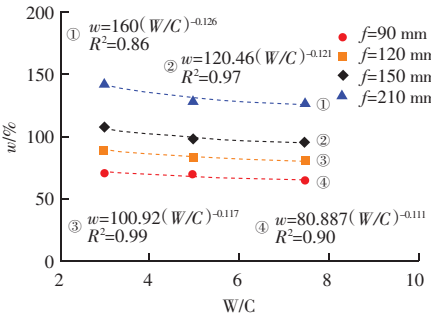 200
① w=160(W/C)⁻⁰·¹²⁶
R²=0.86
② w=120.46(W/C)⁻⁰·¹²¹
R²=0.97
f=90 mm
f=120 mm
f=150 mm
f=210 mm
150
①
w/%
100
②
③
④
50
③ w=100.92(W/C)⁻⁰·¹¹⁷
R²=0.99
④ w=80.887(W/C)⁻⁰·¹¹¹
R²=0.90
0
2 4 6 8 10
W/C